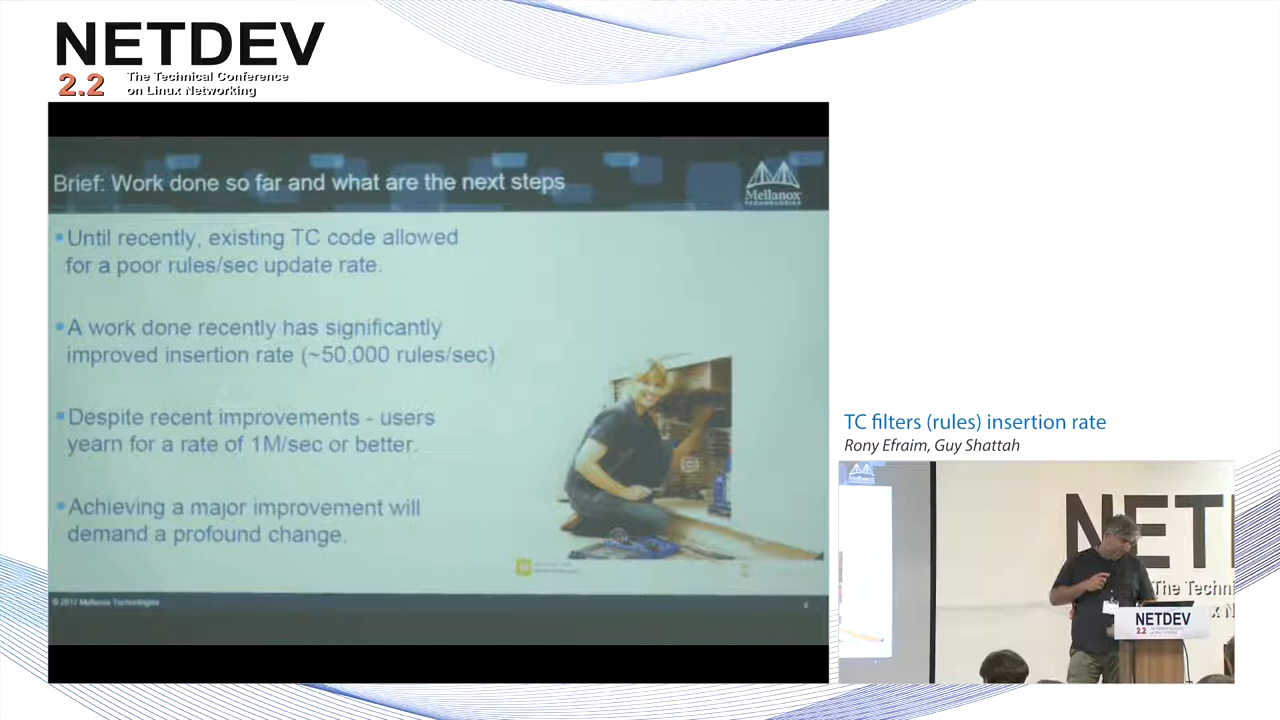 NETDEV
2.2 The Technical Conference
on Linux Networking
Brief: Work done so far and what are the next steps
Mellanox
TECHNOLOGIES
Until recently, existing TC code allowed
for a poor rules/sec update rate.
A work done recently has significantly
improved insertion rate (~50,000 rules/sec)
Despite recent improvements - users
yearn for a rate of 1M/sec or better.
Achieving a major improvement will
demand a profound change.
© 2017 Mellanox Technologies
TC filters (rules) insertion rate
Rony Efraim, Guy Shattah
NET
The Techn
x N
NETDEV
2.2